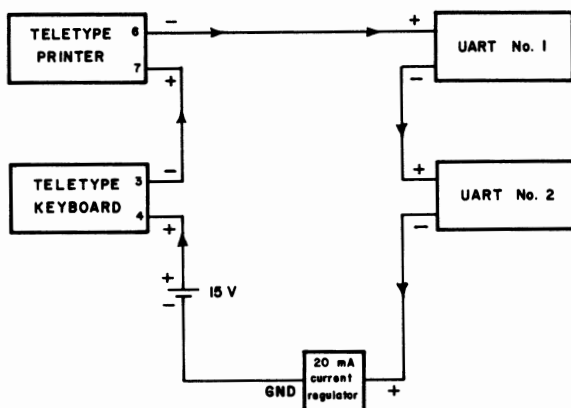 TELETYPE 6
PRINTER
7
−
+
+
UART No. 1
−
TELETYPE 3
KEYBOARD 4
−
+
+
UART No. 2
−
+
15 V
−
20 mA
current
regulator
GND
+